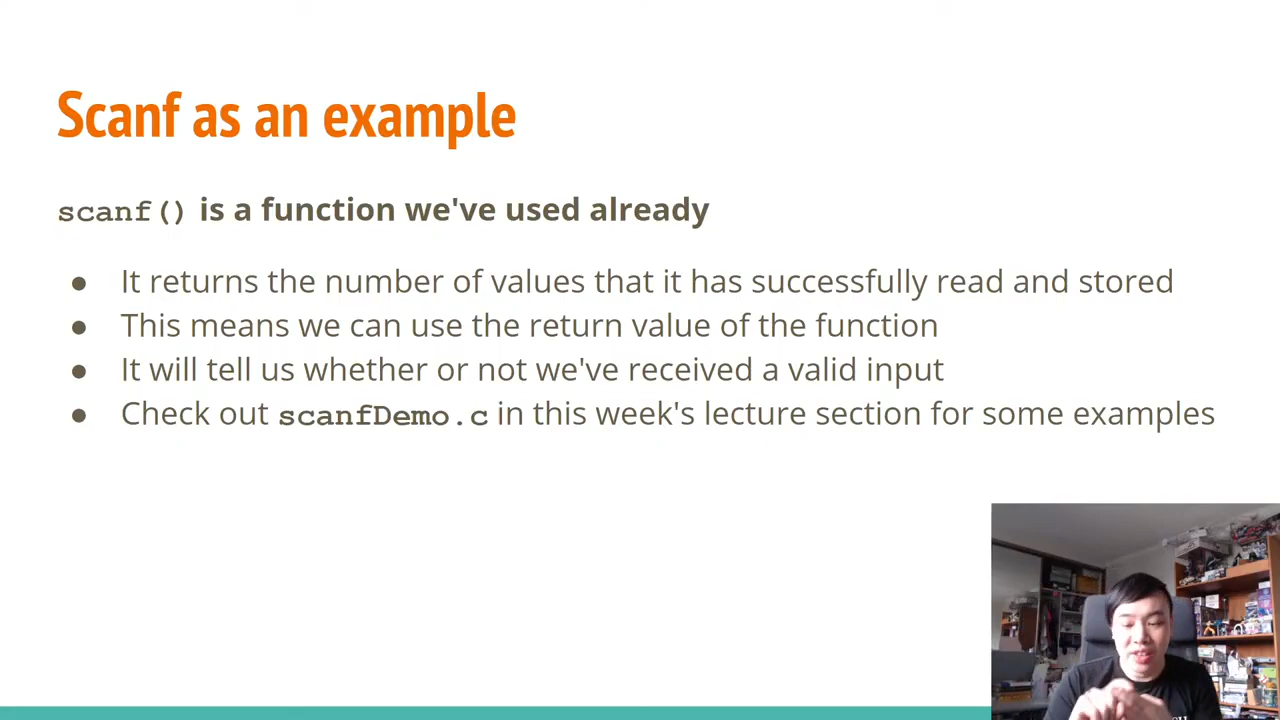 Scanf as an example
scanf() is a function we've used already
● It returns the number of values that it has successfully read and stored
● This means we can use the return value of the function
● It will tell us whether or not we've received a valid input
● Check out scanfDemo.c in this week's lecture section for some examples